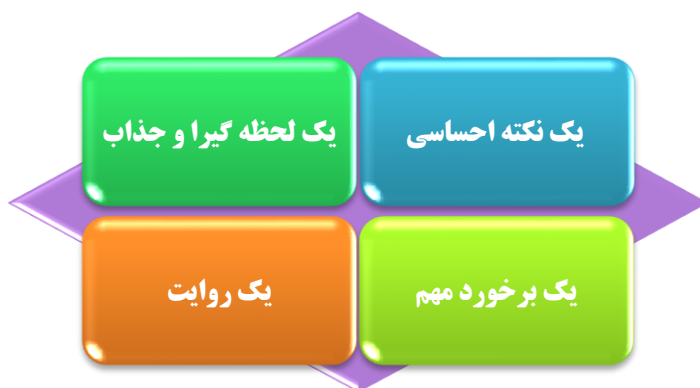 یک نکته احساسی
یک لحظه گیرا و جذاب
یک برخورد مهم
یک روایت